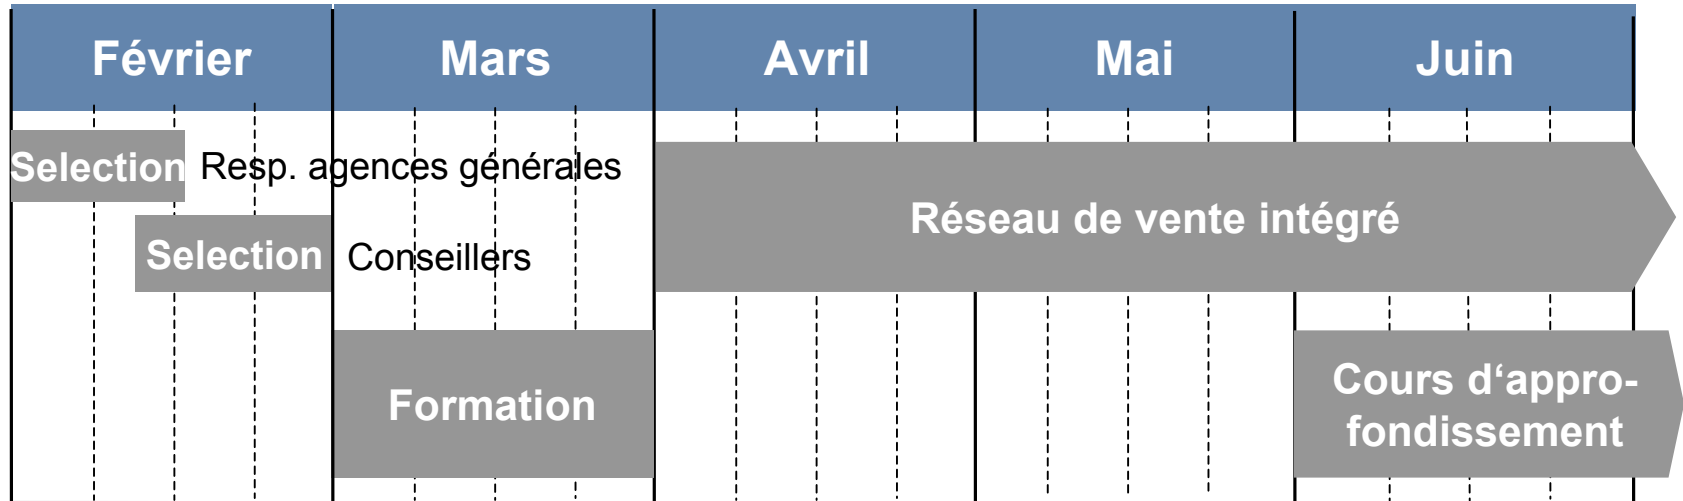 Février Mars Avril Mai Juin
Selection Resp. agences générales
Réseau de vente intégré
Selection Conseillers
Formation
Cours d‘appro-
fondissement